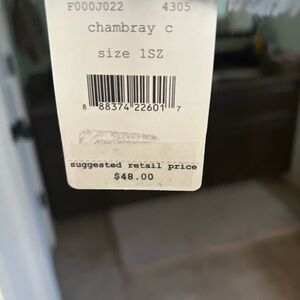 F000J022 4305
chambray c
size 1SZ
8 88374 22601 7
suggested retail price
$48.00